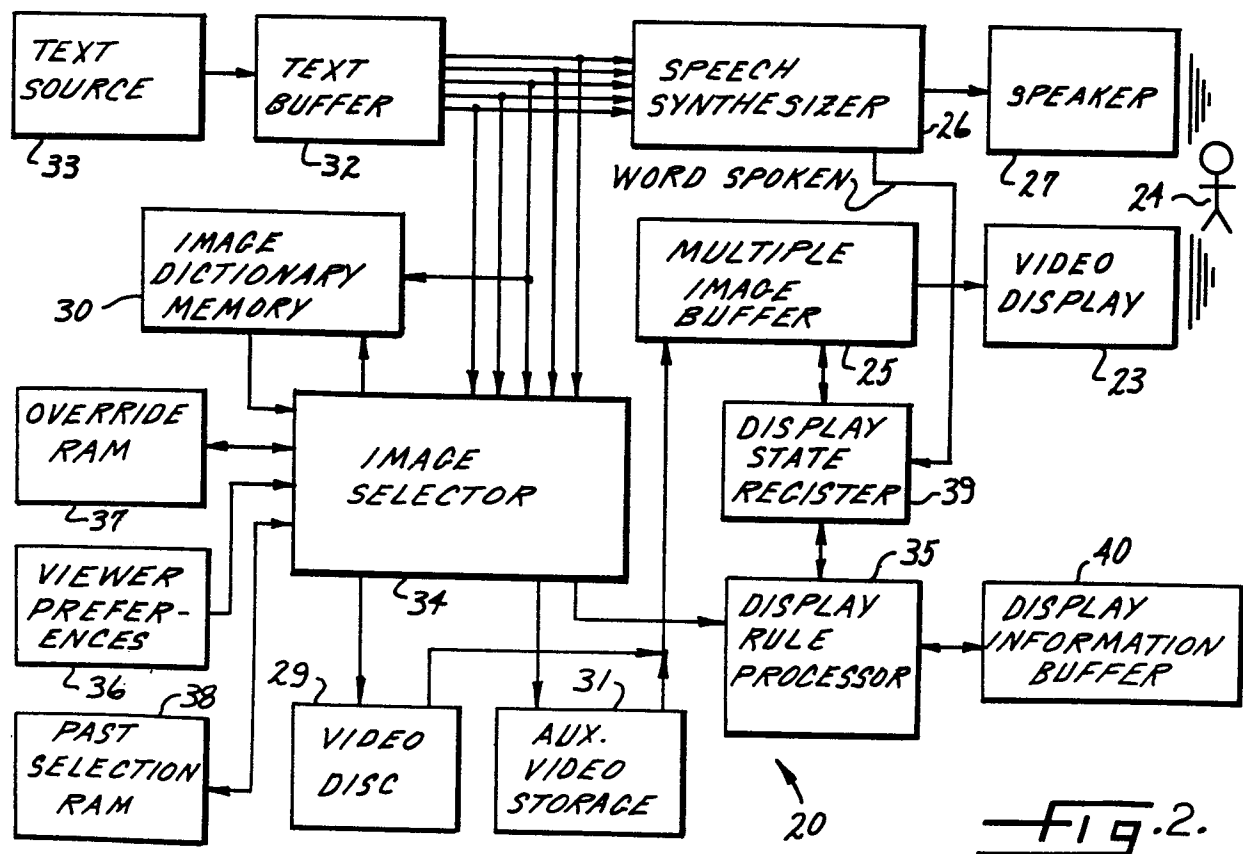 TEXT
SOURCE
33
TEXT
BUFFER
32
SPEECH
SYNTHESIZER
26
SPEAKER
27
24
WORD SPOKEN
IMAGE
DICTIONARY
MEMORY
30
MULTIPLE
IMAGE
BUFFER
25
VIDEO
DISPLAY
23
OVERRIDE
RAM
37
IMAGE
SELECTOR
34
DISPLAY
STATE
REGISTER
39
VIEWER
PREFER-
ENCES
36
35
DISPLAY
RULE
PROCESSOR
40
DISPLAY
INFORMATION
BUFFER
38
PAST
SELECTION
RAM
29
VIDEO
DISC
31
AUX.
VIDEO
STORAGE
20
Fig.2.